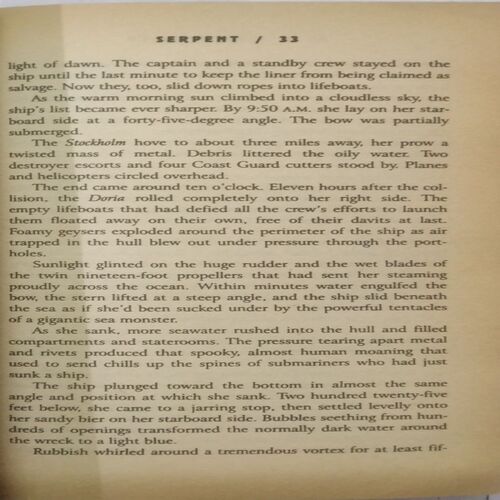 SERPENT / 33
light of dawn. The captain and a standby crew stayed on the
ship until the last minute to keep the liner from being claimed as
salvage. Now they, too, slid down ropes into lifeboats.
As the warm morning sun climbed into a cloudless sky, the
ship's list became ever sharper. By 9:50 A.M. she lay on her star-
board side at a forty-five-degree angle. The bow was partially
submerged.
The Stockholm hove to about three miles away, her prow a
twisted mass of metal. Debris littered the oily water. Two
destroyer escorts and four Coast Guard cutters stood by. Planes
and helicopters circled overhead.
The end came around ten o'clock. Eleven hours after the col-
lision, the Doria rolled completely onto her right side. The
empty lifeboats that had defied all the crew's efforts to launch
them floated away on their own, free of their davits at last.
Foamy geysers exploded around the perimeter of the ship as air
trapped in the hull blew out under pressure through the port-
holes.
Sunlight glinted on the huge rudder and the wet blades of
the twin nineteen-foot propellers that had sent her steaming
proudly across the ocean. Within minutes water engulfed the
bow, the stern lifted at a steep angle, and the ship slid beneath
the sea as if she'd been sucked under by the powerful tentacles
of a gigantic sea monster.
As she sank, more seawater rushed into the hull and filled
compartments and staterooms. The pressure tearing apart metal
and rivets produced that spooky, almost human moaning that
used to send chills up the spines of submariners who had just
sunk a ship.
The ship plunged toward the bottom in almost the same
angle and position at which she sank. Two hundred twenty-five
feet below, she came to a jarring stop, then settled levelly onto
her sandy bier on her starboard side. Bubbles seething from hun-
dreds of openings transformed the normally dark water around
the wreck to a light blue.
Rubbish whirled around a tremendous vortex for at least fif-